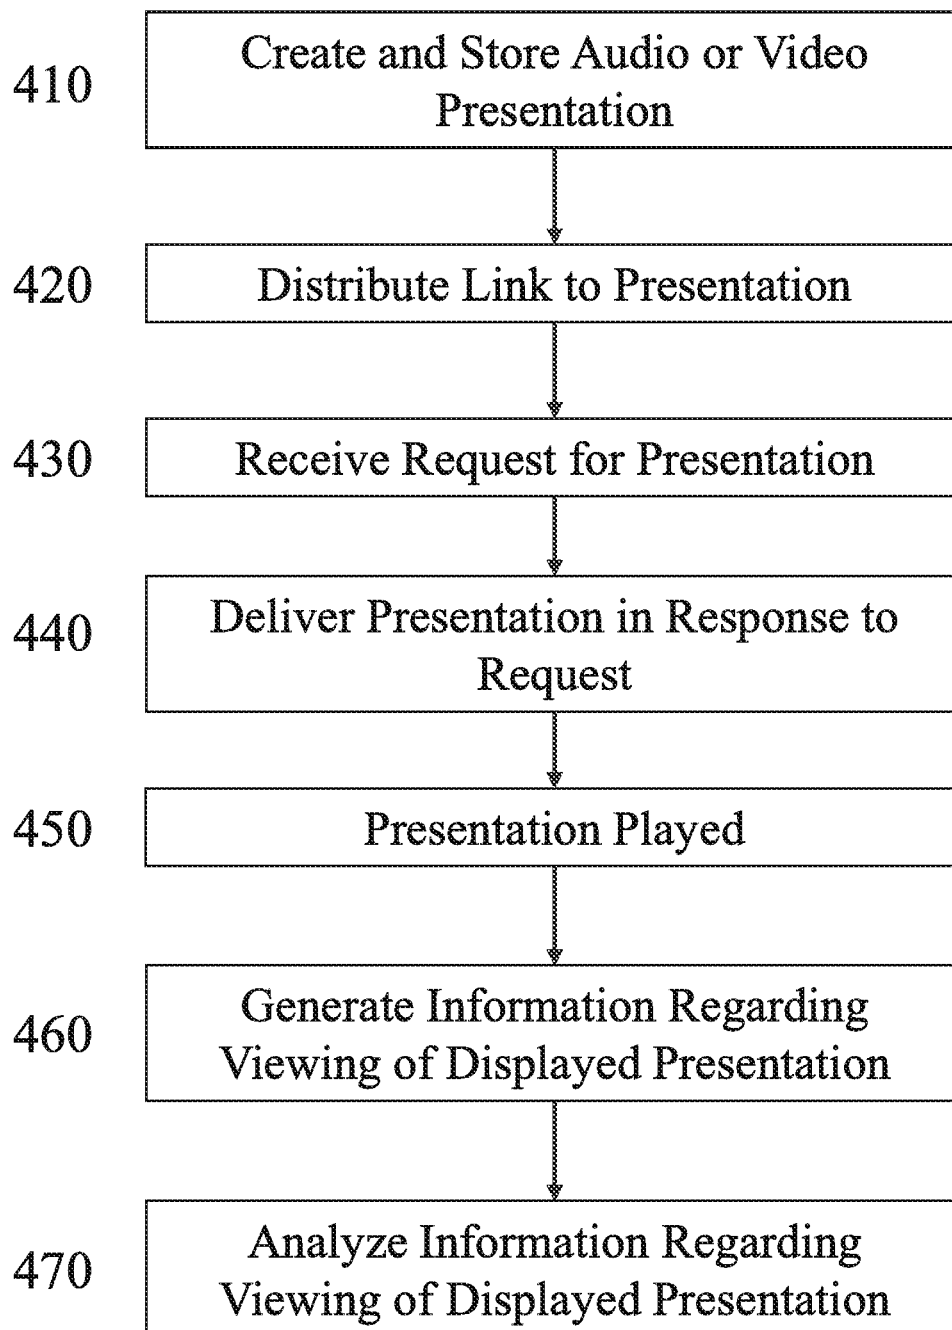 410
Create and Store Audio or Video
Presentation
420
Distribute Link to Presentation
430
Receive Request for Presentation
440
Deliver Presentation in Response to
Request
450
Presentation Played
460
Generate Information Regarding
Viewing of Displayed Presentation
470
Analyze Information Regarding
Viewing of Displayed Presentation